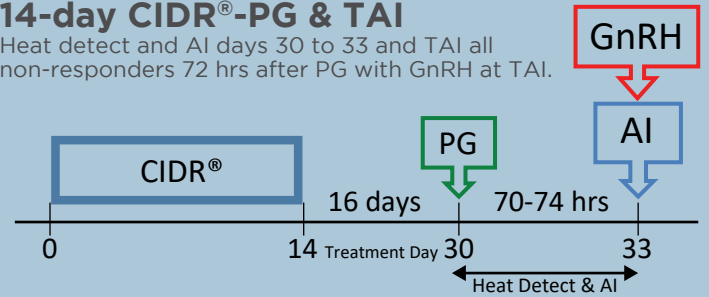 14-day CIDR®-PG & TAI
Heat detect and AI days 30 to 33 and TAI all
non-responders 72 hrs after PG with GnRH at TAI.
GnRH
CIDR®
PG
AI
16 days
70-74 hrs
0
14
Treatment Day
30
33
Heat Detect & AI